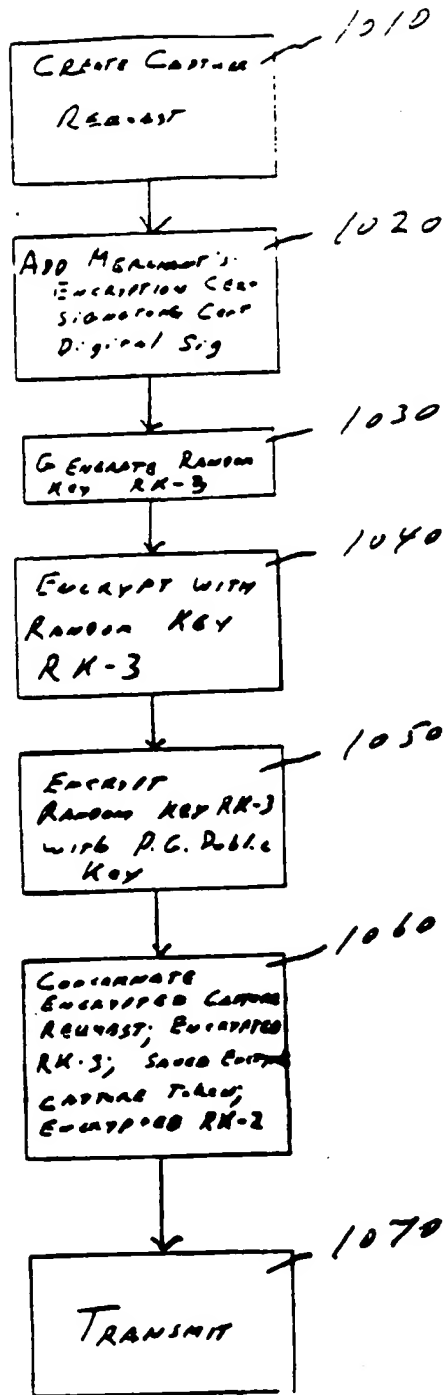 1010
CREATE CAPTURE
REQUEST
1020
ADD MERCHANT'S
ENCRYPTION CERT
SIGNATURE CERT
Digital Sig
1030
GENERATE RANDOM
KEY RK-3
1040
ENCRYPT WITH
RANDOM KEY
RK-3
1050
ENCRYPT
RANDOM KEY RK-3
with P.G. Public
Key
1060
CONCATENATE
ENCRYPTED CAPTURE
REQUEST; ENCRYPTED
RK-3; SAVED
CAPTURE TOKEN;
ENCRYPTED RK-2
1070
TRANSMIT